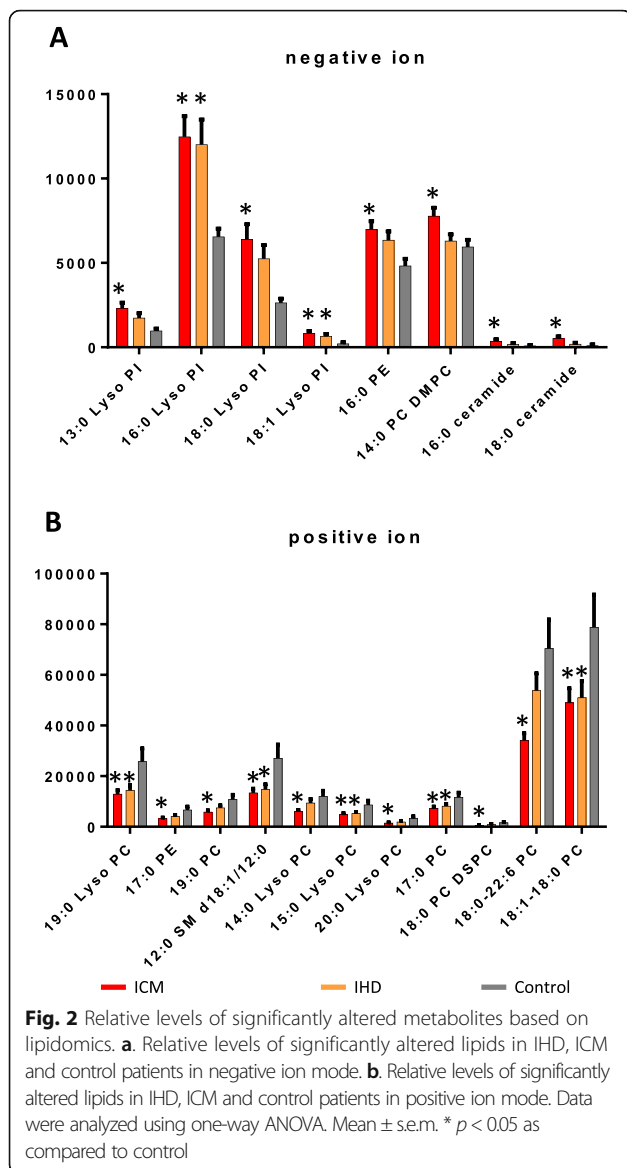 A
negative ion
15000
10000
5000
0
* * * * * * * * * *
13:0 Lyso PI
16:0 Lyso PI
18:0 Lyso PI
18:1 Lyso PI
16:0 PE
14:0 PC DMPC
16:0 ceramide
18:0 ceramide
B
positive ion
100000
80000
60000
40000
20000
0
* * * * * * * * * * * * * * * *
19:0 Lyso PC
17:0 PE
19:0 PC
12:0 SM d18:1/12:0
14:0 Lyso PC
15:0 Lyso PC
20:0 Lyso PC
17:0 PC
18:0 PC DSPC
18:0-22:6 PC
18:1-18:0 PC
ICM IHD Control
Fig. 2 Relative levels of significantly altered metabolites based on
lipidomics. a. Relative levels of significantly altered lipids in IHD, ICM
and control patients in negative ion mode. b. Relative levels of significantly
altered lipids in IHD, ICM and control patients in positive ion mode. Data
were analyzed using one-way ANOVA. Mean ± s.e.m. * p < 0.05 as
compared to control